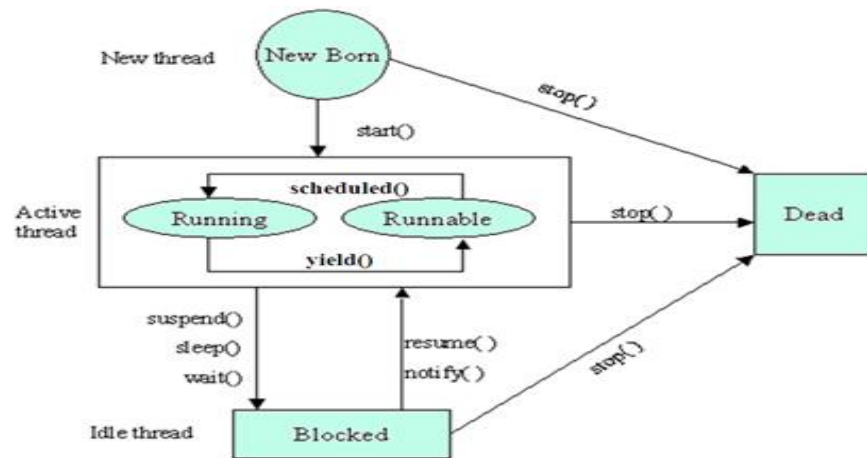 New thread
New Born
stop( )
start()
scheduled()
Active
thread
Running
Runnable
stop( )
Dead
yield()
suspend()
sleep()
wait()
resume( )
notify( )
stop( )
Idle thread
Blocked